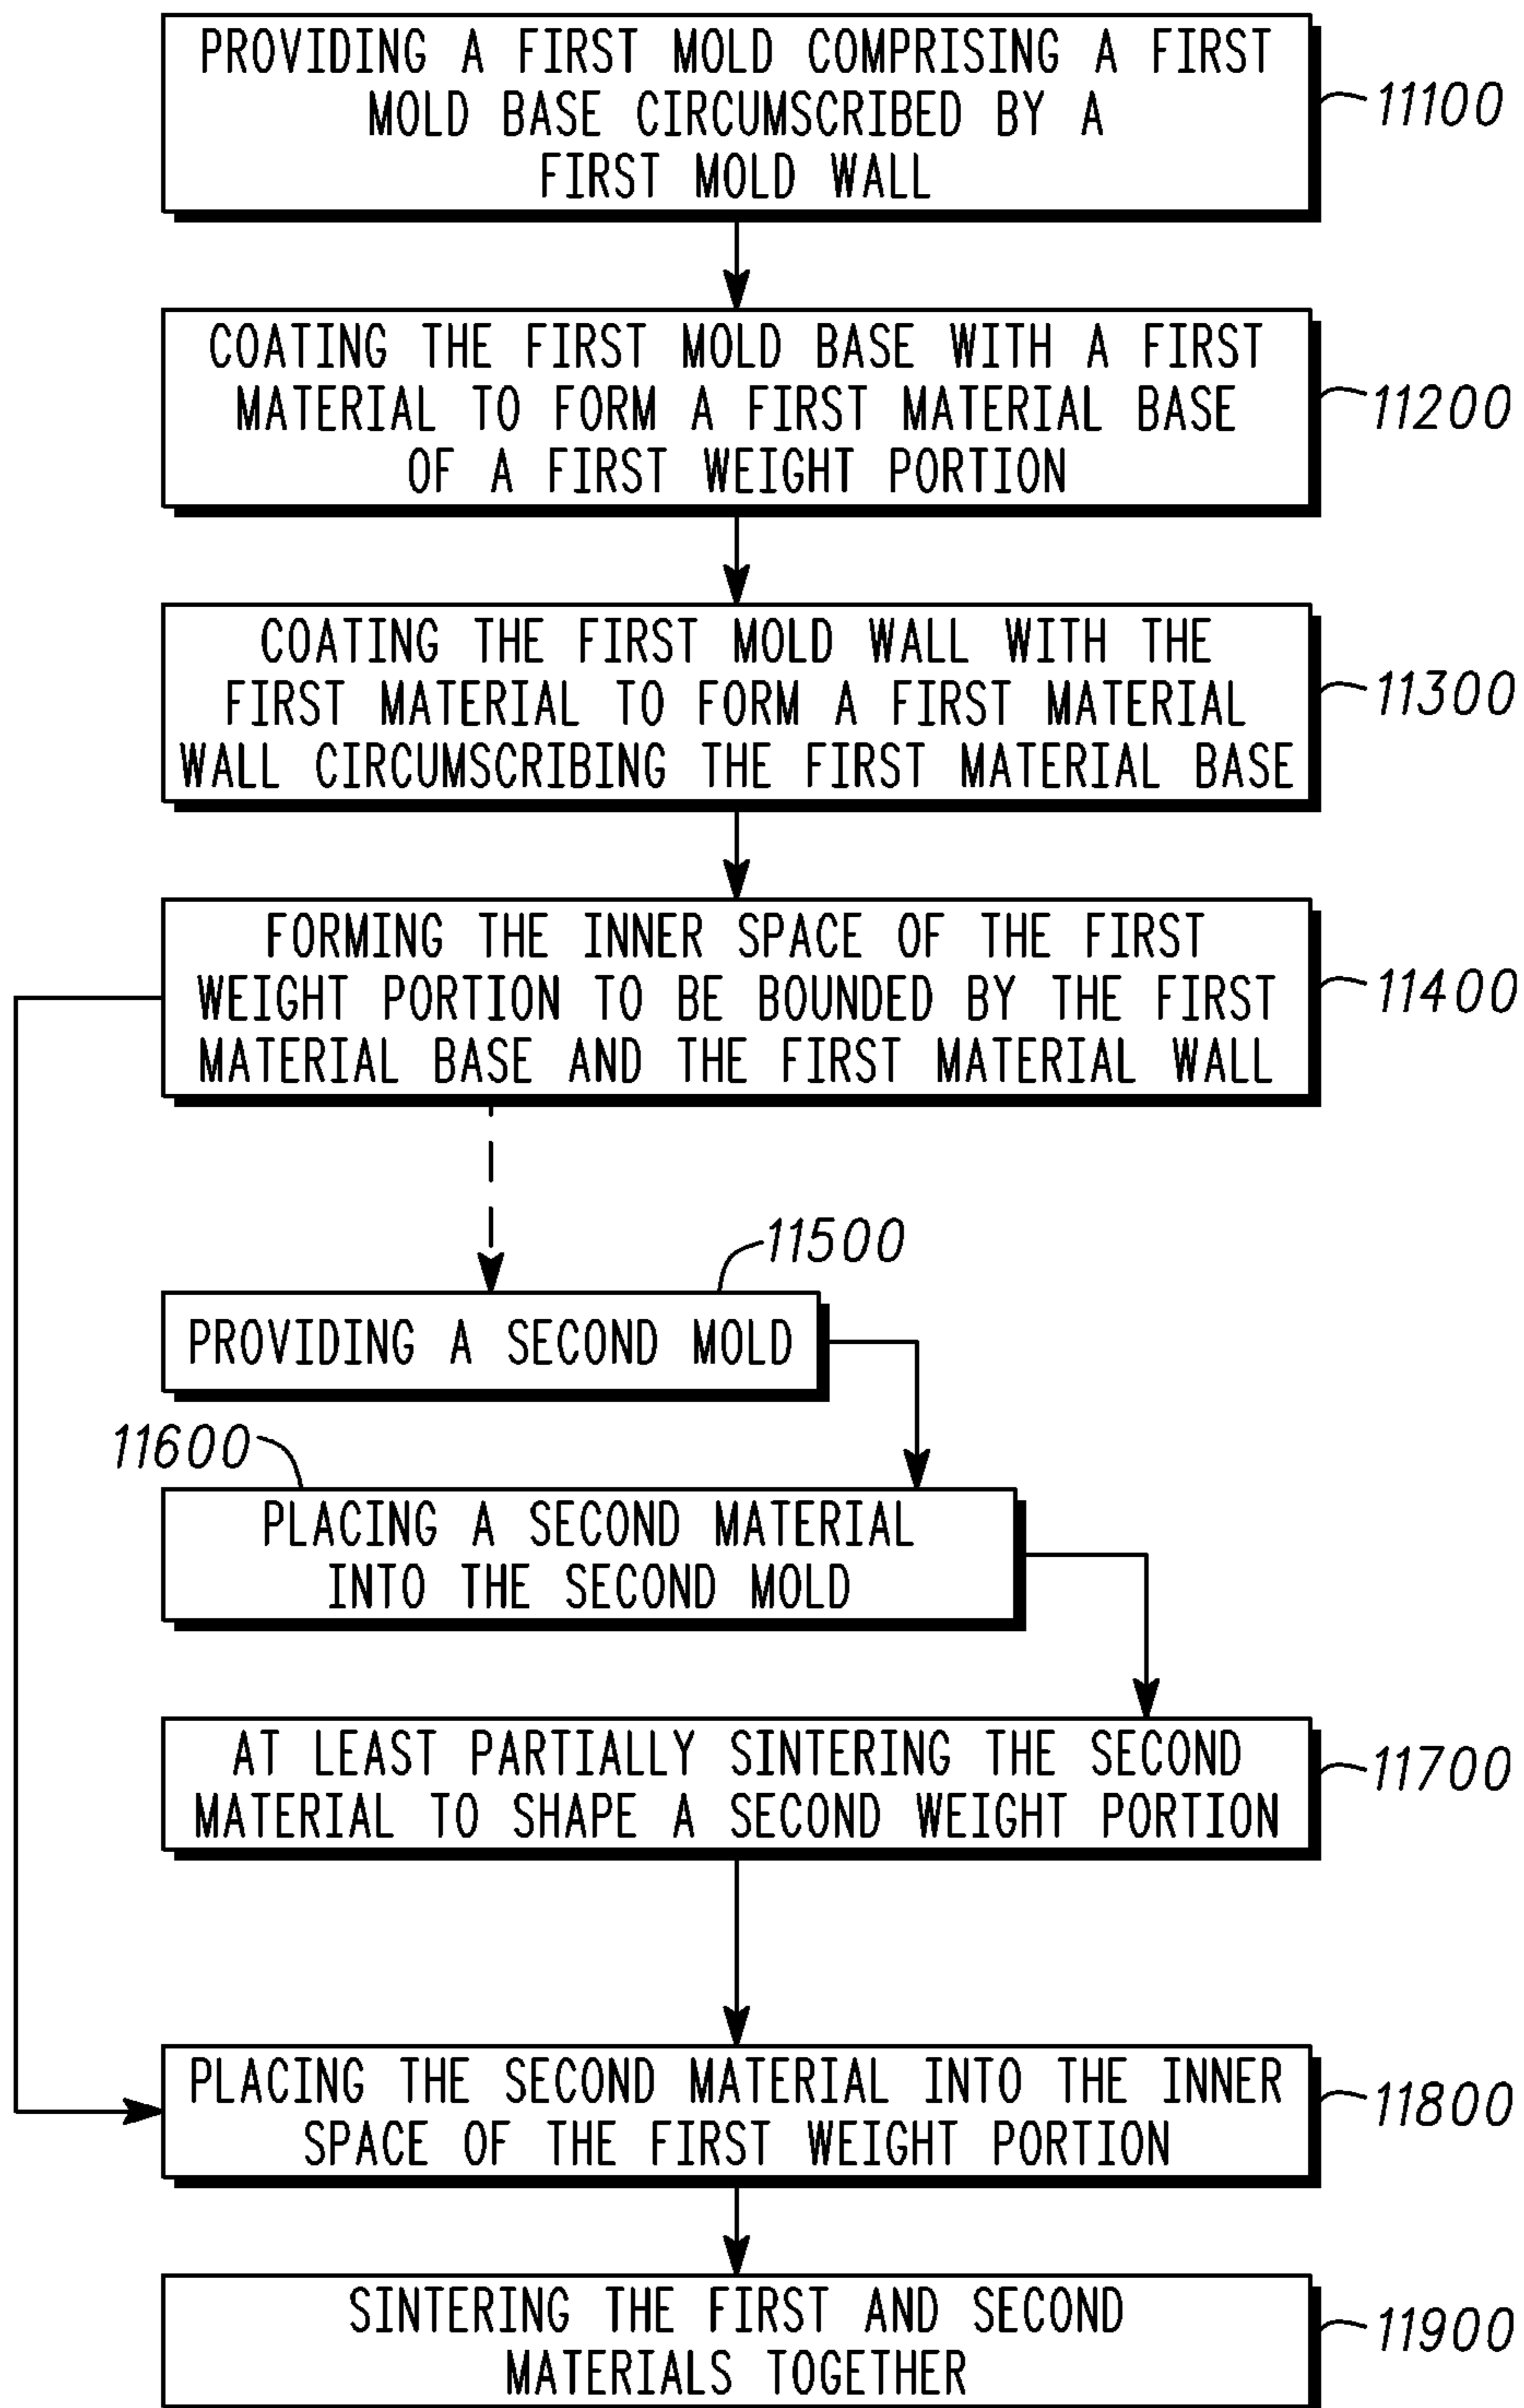 PROVIDING A FIRST MOLD COMPRISING A FIRST
MOLD BASE CIRCUMSCRIBED BY A
FIRST MOLD WALL
11100
COATING THE FIRST MOLD BASE WITH A FIRST
MATERIAL TO FORM A FIRST MATERIAL BASE
OF A FIRST WEIGHT PORTION
11200
COATING THE FIRST MOLD WALL WITH THE
FIRST MATERIAL TO FORM A FIRST MATERIAL
WALL CIRCUMSCRIBING THE FIRST MATERIAL BASE
11300
FORMING THE INNER SPACE OF THE FIRST
WEIGHT PORTION TO BE BOUNDED BY THE FIRST
MATERIAL BASE AND THE FIRST MATERIAL WALL
11400
11500
PROVIDING A SECOND MOLD
11600
PLACING A SECOND MATERIAL
INTO THE SECOND MOLD
AT LEAST PARTIALLY SINTERING THE SECOND
MATERIAL TO SHAPE A SECOND WEIGHT PORTION
11700
PLACING THE SECOND MATERIAL INTO THE INNER
SPACE OF THE FIRST WEIGHT PORTION
11800
SINTERING THE FIRST AND SECOND
MATERIALS TOGETHER
11900